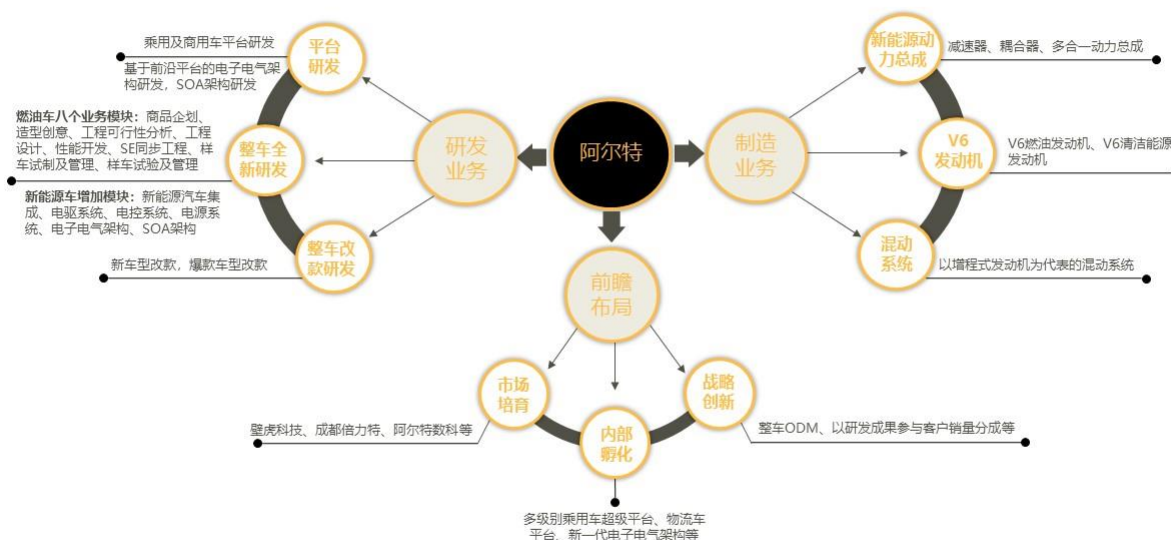 阿尔特
研发
业务
平台
研发
乘用及商用车平台研发
基于前沿平台的电子电气架
构研发，SOA架构研发
整车全
新研发
燃油车八个业务模块：商品企划、
造型创意、工程可行性分析、工程
设计、性能开发、SE同步工程、样
车试制及管理、样车试验及管理
新能源车增加模块：新能源汽车集
成、电驱系统、电控系统、电源系
统、电子电气架构、SOA架构
整车改
款研发
新车型改款，爆款车型改款
制造
业务
新能源动
力总成
减速器、耦合器、多合一动力总成
V6
发动机
V6燃油发动机、V6清洁能源
发动机
混动
系统
以增程式发动机为代表的混动系统
前瞻
布局
市场
培育
壁虎科技、成都倍力特、阿尔特数科等
内部
孵化
多级别乘用车超级平台、物流车
平台、新一代电子电气架构等
战略
创新
整车ODM、以研发成果参与客户销量分成等